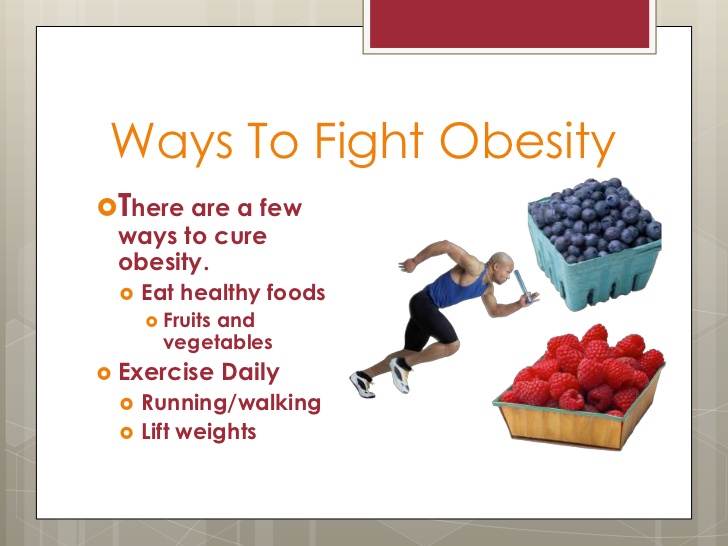 Ways To Fight Obesity
There are a few
ways to cure
obesity.
Eat healthy foods
Fruits and
vegetables
Exercise Daily
Running/walking
Lift weights